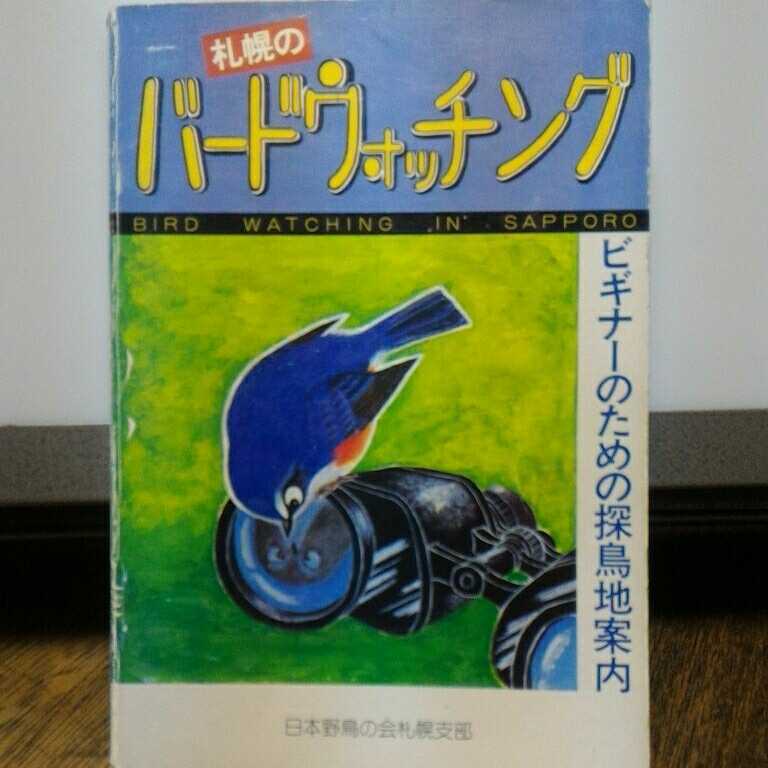 札幌の
バードウォッチング
BIRD WATCHING IN SAPPORO
ビギナーのための探鳥地案内
日本野鳥の会札幌支部